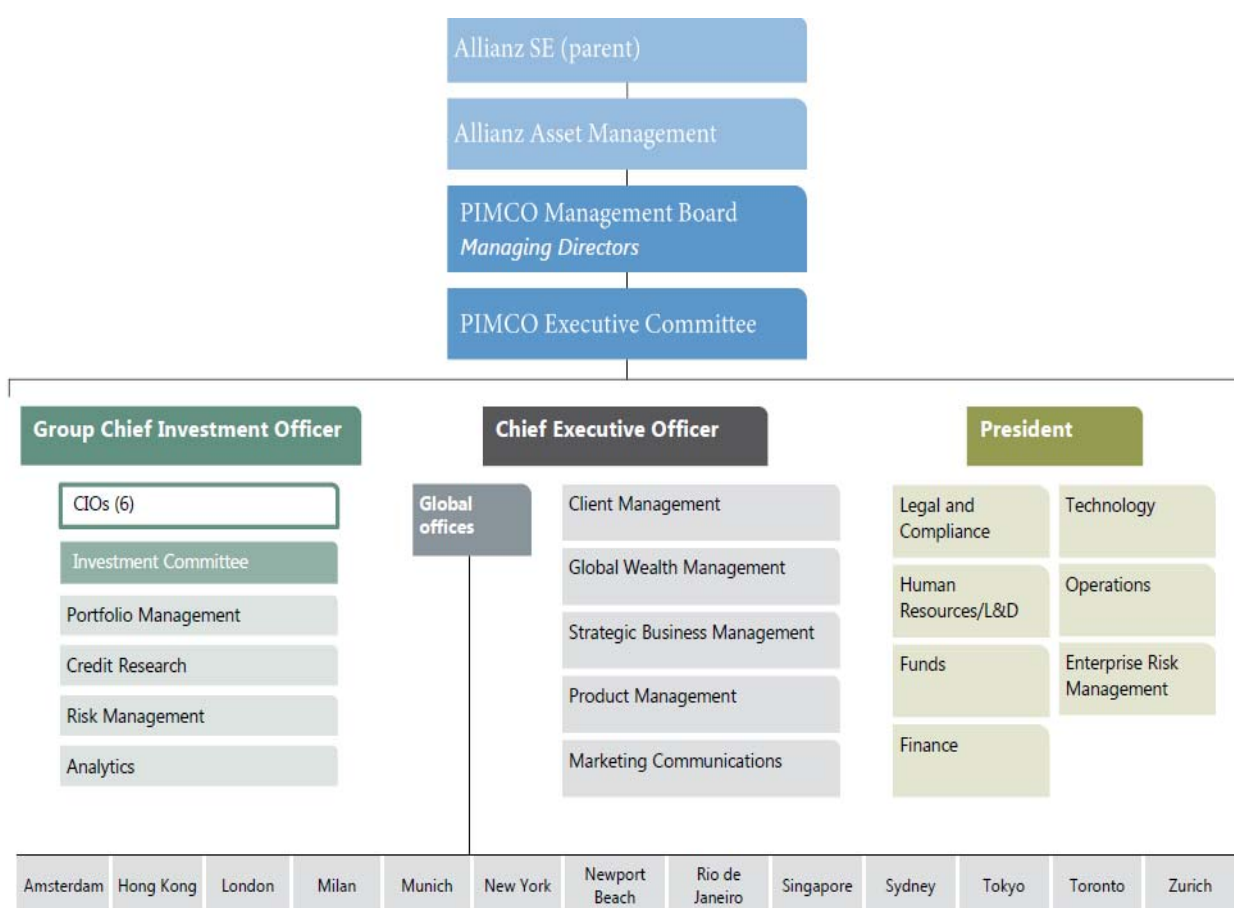 Allianz SE (parent)
Allianz Asset Management
PIMCO Management Board
Managing Directors
PIMCO Executive Committee
Group Chief Investment Officer
CIOs (6)
Investment Committee
Portfolio Management
Credit Research
Risk Management
Analytics
Chief Executive Officer
Global
offices
Client Management
Global Wealth Management
Strategic Business Management
Product Management
Marketing Communications
President
Legal and
Compliance
Technology
Human
Resources/L&D
Operations
Funds
Enterprise Risk
Management
Finance
Amsterdam
Hong Kong
London
Milan
Munich
New York
Newport
Beach
Rio de
Janeiro
Singapore
Sydney
Tokyo
Toronto
Zurich